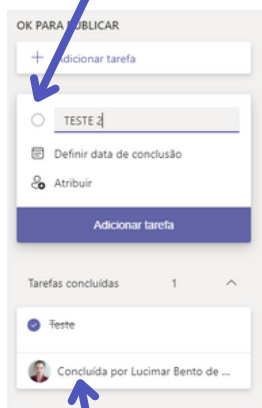 OK PARA PUBLICAR
+ Adicionar tarefa
TESTE 2
Definir data de conclusão
Atribuir
Adicionar tarefa
Tarefas concluídas 1
Teste
Concluída por Lucimar Bento de ...